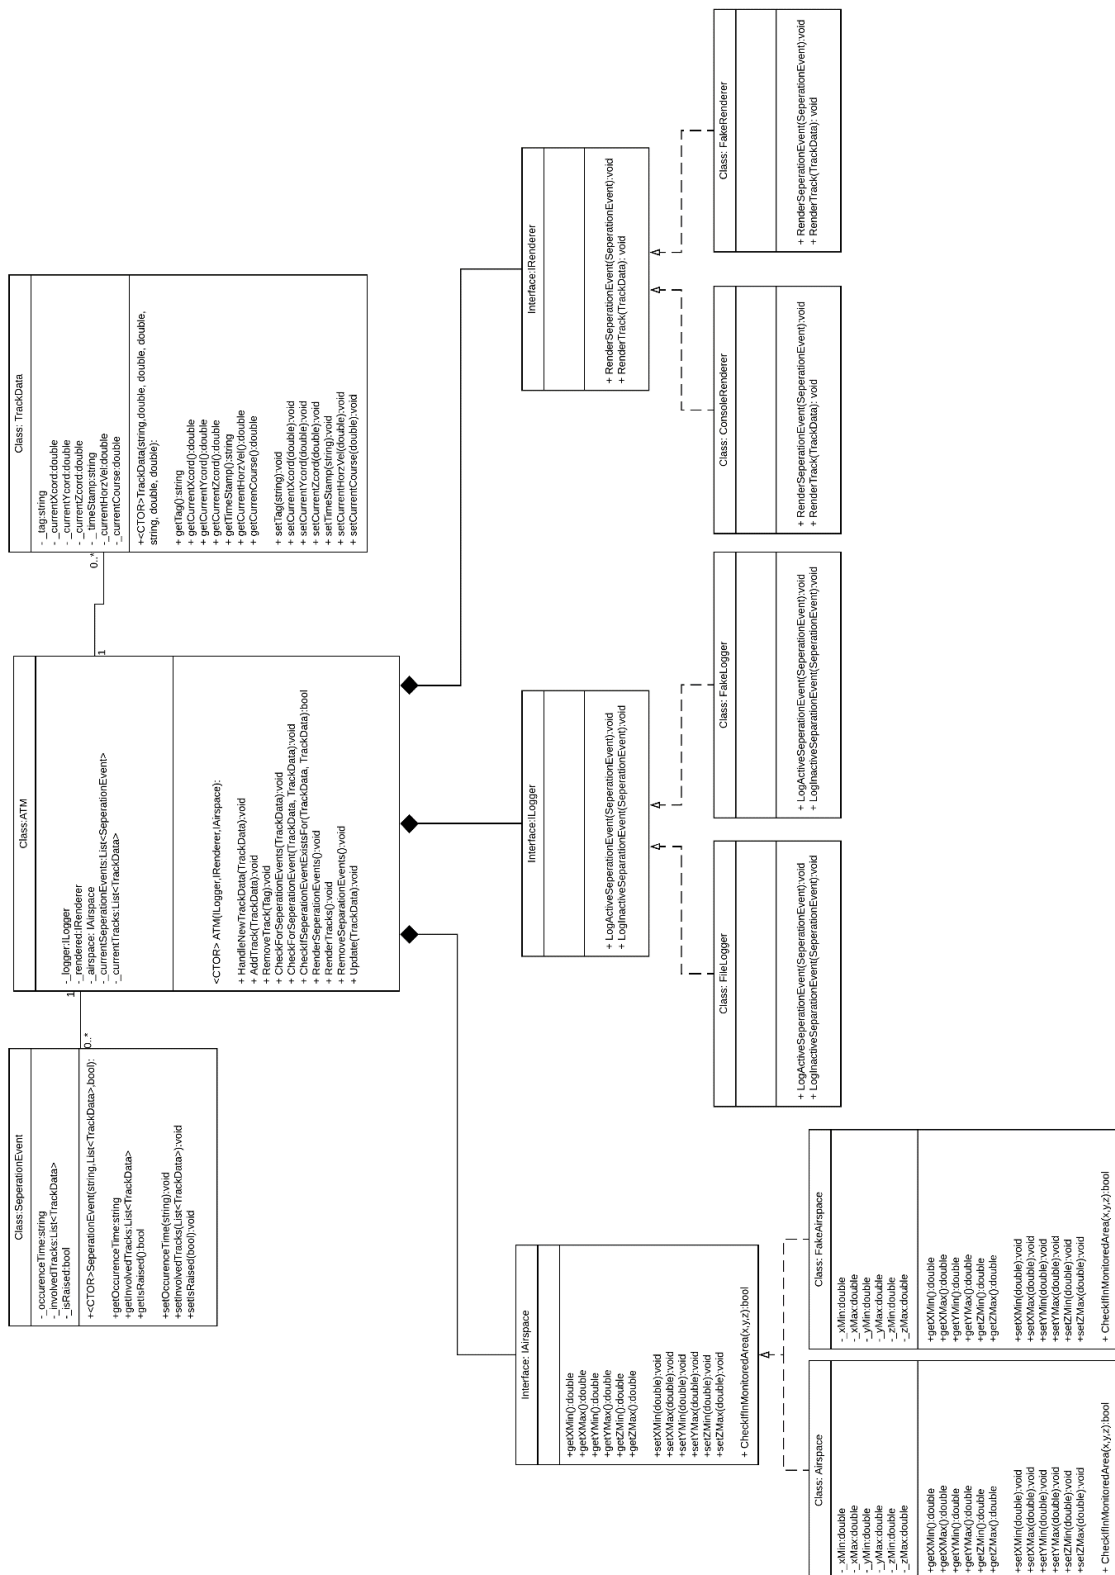 Class:SeperationEvent
-_occurenceTime:string
-_involvedTracks:List<TrackData>
-_isRaised:bool
+<CTOR>SeperationEvent(string,List<TrackData>,bool):
+getOccurenceTime:string
+getInvolvedTracks:List<TrackData>
+getIsRaised():bool
+setOccurenceTime(string):void
+setInvolvedTracks(List<TrackData>):void
+setIsRaised(bool):void
0..*
1
Class:ATM
-_logger:ILogger
-_rendered:IRenderer
-_airspace: IAirspace
-_currentSeperationEvents:List<SeperationEvent>
-_currentTracks:List<TrackData>
<CTOR> ATM(ILogger,IRenderer,IAirspace):
+ HandleNewTrackData(TrackData):void
+ AddTrack(TrackData):void
+ RemoveTrack(Tag):void
+ CheckForSeperationEvents(TrackData):void
+ CheckForSeperationEvent(TrackData, TrackData):void
+ CheckIfSeperationEventExistsFor(TrackData, TrackData):bool
+ RenderSeperationEvents():void
+ RenderTracks():void
+ RemoveSeparationEvents():void
+ Update(TrackData):void
1
0..*
Class: TrackData
-_tag:string
-_currentXcord:double
-_currentYcord:double
-_currentZcord:double
-_timeStamp:string
-_currentHorzVel:double
-_currentCourse:double
+<CTOR>TrackData(string,double, double, double,
string, double, double):
+ getTag():string
+ getCurrentXcord():double
+ getCurrentYcord():double
+ getCurrentZcord():double
+ getTimeStamp():string
+ getCurrentHorzVel():double
+ getCurrenCourse():double
+ setTag(string):void
+ setCurrentXcord(double):void
+ setCurrentYcord(double):void
+ setCurrentZcord(double):void
+ setTimeStamp(string):void
+ setCurrentHorzVel(double):void
+ setCurrentCourse(double):void
Interface: IAirspace
+getXMin():double
+getXMax():double
+getYMin():double
+getYMax():double
+getZMin():double
+getZMax():double
+setXMin(double):void
+setXMax(double):void
+setYMin(double):void
+setYMax(double):void
+setZMin(double):void
+setZMax(double):void
+ CheckIfInMonitoredArea(x,y,z):bool
Interface:ILogger
+ LogActiveSeperationEvent(SeperationEvent):void
+ LogInactiveSeparationEvent(SeperationEvent):void
Interface:IRenderer
+ RenderSeperationEvent(SeperationEvent):void
+ RenderTrack(TrackData): void
Class: Airspace
-_xMin:double
-_xMax:double
-_yMin:double
-_yMax:double
-_zMin:double
-_zMax:double
+getXMin():double
+getXMax():double
+getYMin():double
+getYMax():double
+getZMin():double
+getZMax():double
+setXMin(double):void
+setXMax(double):void
+setYMin(double):void
+setYMax(double):void
+setZMin(double):void
+setZMax(double):void
+ CheckIfInMonitoredArea(x,y,z):bool
Class: FakeAirspace
-_xMin:double
-_xMax:double
-_yMin:double
-_yMax:double
-_zMin:double
-_zMax:double
+getXMin():double
+getXMax():double
+getYMin():double
+getYMax():double
+getZMin():double
+getZMax():double
+setXMin(double):void
+setXMax(double):void
+setYMin(double):void
+setYMax(double):void
+setZMin(double):void
+setZMax(double):void
+ CheckIfInMonitoredArea(x,y,z):bool
Class: FileLogger
+ LogActiveSeperationEvent(SeperationEvent):void
+ LogInactiveSeparationEvent(SeperationEvent):void
Class: FakeLogger
+ LogActiveSeperationEvent(SeperationEvent):void
+ LogInactiveSeparationEvent(SeperationEvent):void
Class: ConsoleRenderer
+ RenderSeperationEvent(SeperationEvent):void
+ RenderTrack(TrackData): void
Class: FakeRenderer
+ RenderSeperationEvent(SeperationEvent):void
+ RenderTrack(TrackData): void